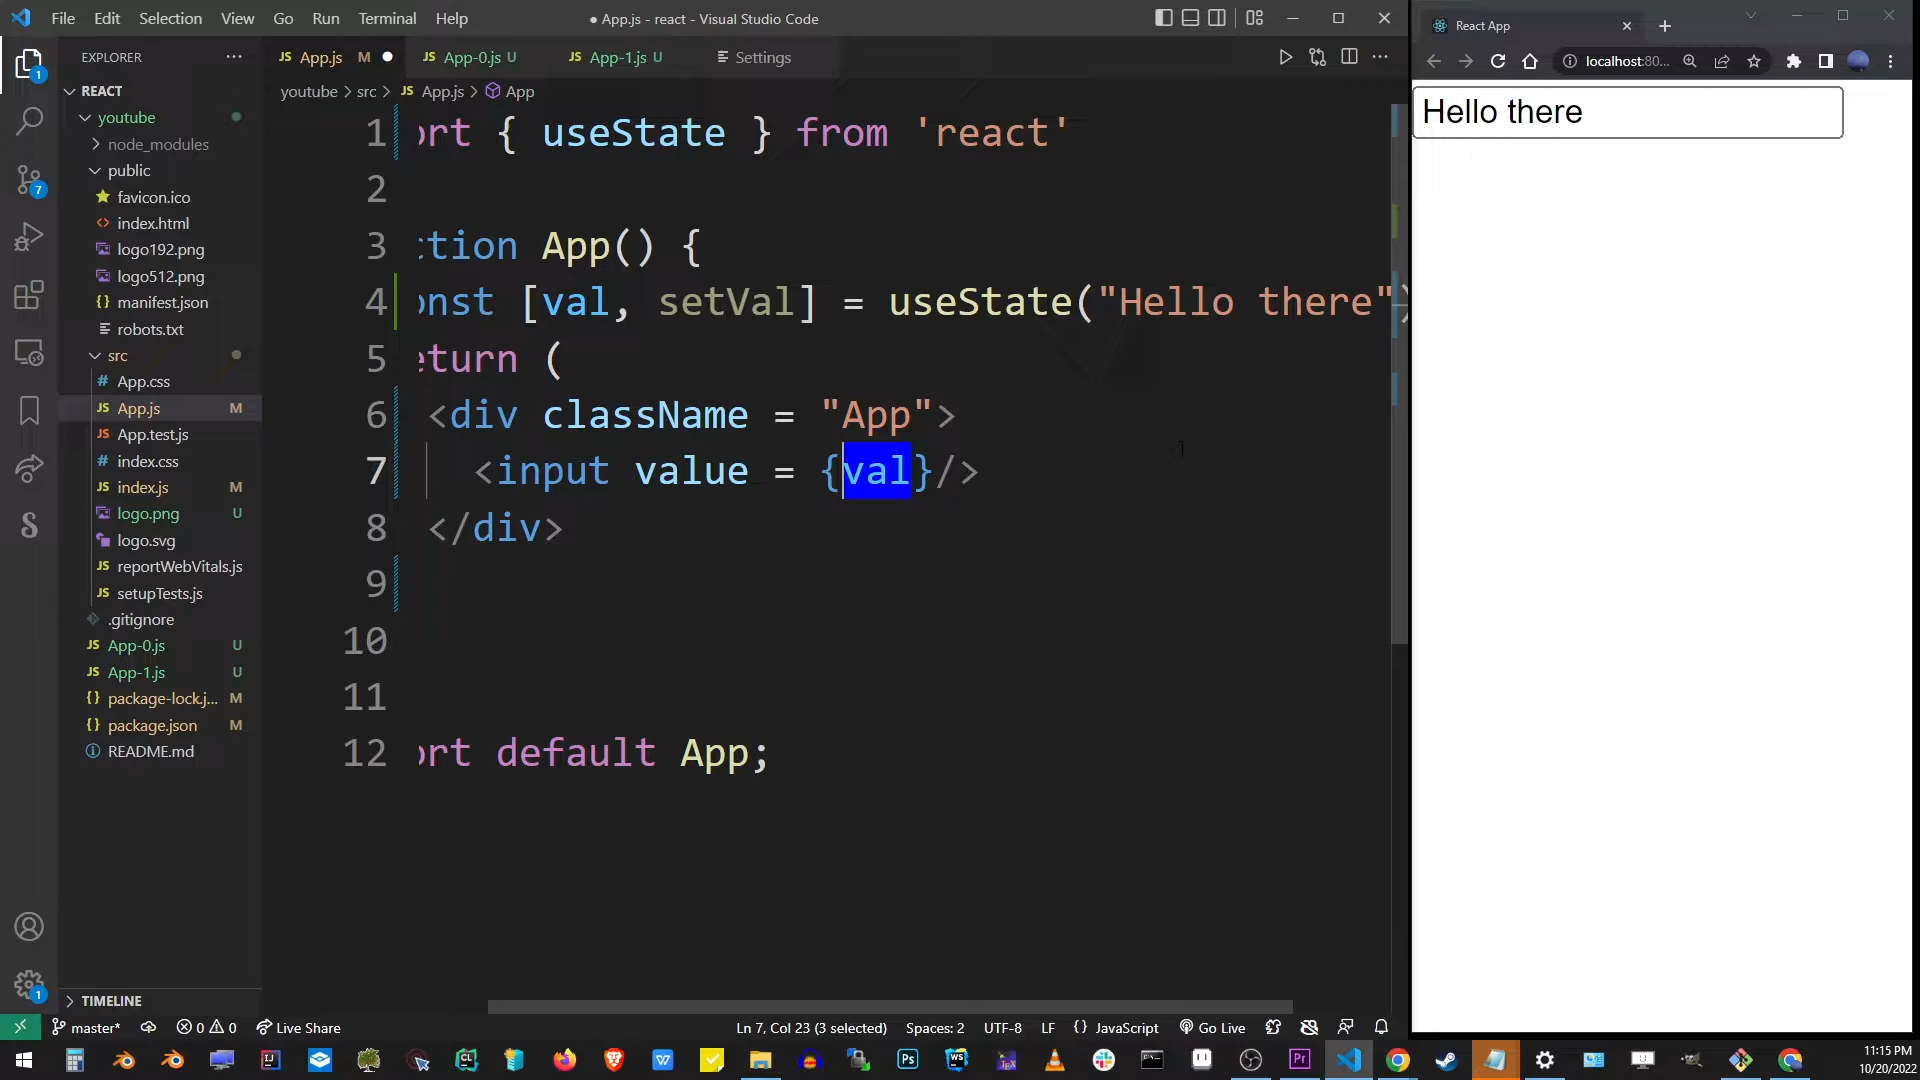 File Edit Selection View Go Run Terminal Help
● App.js - react - Visual Studio Code
EXPLORER
REACT
youtube
node_modules
public
favicon.ico
index.html
logo192.png
logo512.png
manifest.json
robots.txt
src
App.css
App.js M
App.test.js
index.css
index.js M
logo.png U
logo.svg
reportWebVitals.js
setupTests.js
.gitignore
App-0.js U
App-1.js U
package-lock.j... M
package.json M
README.md
TIMELINE
JS App.js M ● JS App-0.js U JS App-1.js U Settings
youtube > src > JS App.js > App
1 ort { useState } from 'react'
2
3 ction App() {
4 onst [val, setVal] = useState("Hello there")
5 eturn (
6 <div className = "App">
7 <input value = {val}/>
8 </div>
9
10
11
12 ort default App;
master* 0 0 Live Share
Ln 7, Col 23 (3 selected) Spaces: 2 UTF-8 LF {} JavaScript Go Live
React App
localhost:80...
Hello there
11:15 PM
10/20/2022